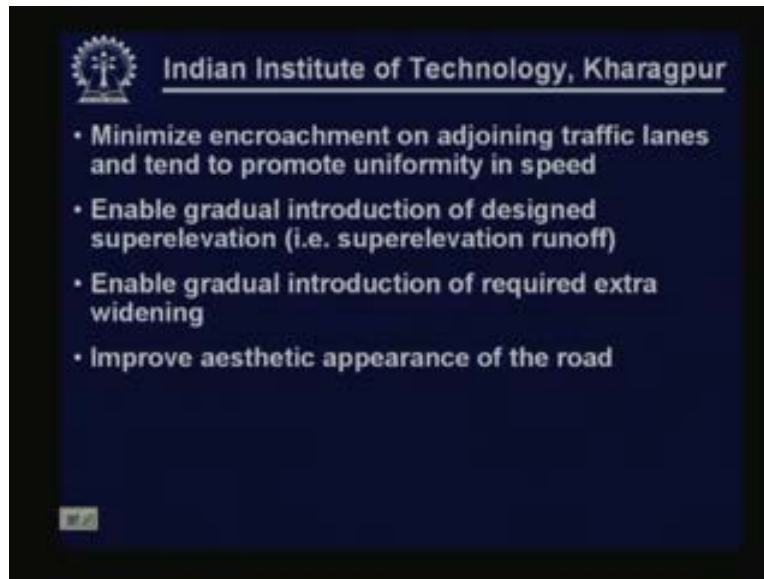 Indian Institute of Technology, Kharagpur
• Minimize encroachment on adjoining traffic lanes
and tend to promote uniformity in speed
• Enable gradual introduction of designed
superelevation (i.e. superelevation runoff)
• Enable gradual introduction of required extra
widening
• Improve aesthetic appearance of the road